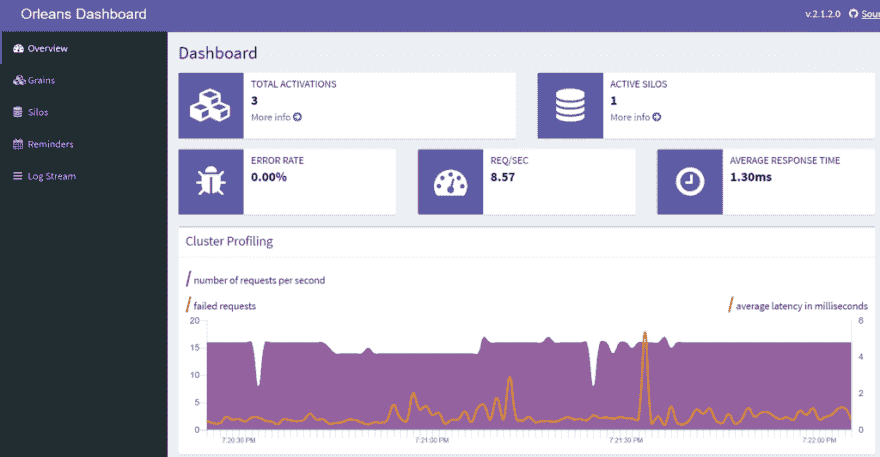 Orleans Dashboard
v.2.1.2.0 Sour
Overview
Grains
Silos
Reminders
Log Stream
Dashboard
TOTAL ACTIVATIONS
3
More info
ACTIVE SILOS
1
More info
ERROR RATE
0.00%
REQ/SEC
8.57
AVERAGE RESPONSE TIME
1.30ms
Cluster Profiling
number of requests per second
failed requests
average latency in milliseconds
20
15
10
5
0
8
4
2
0
7:20:30 PM
7:21:00 PM
7:21:30 PM
7:22:00 PM